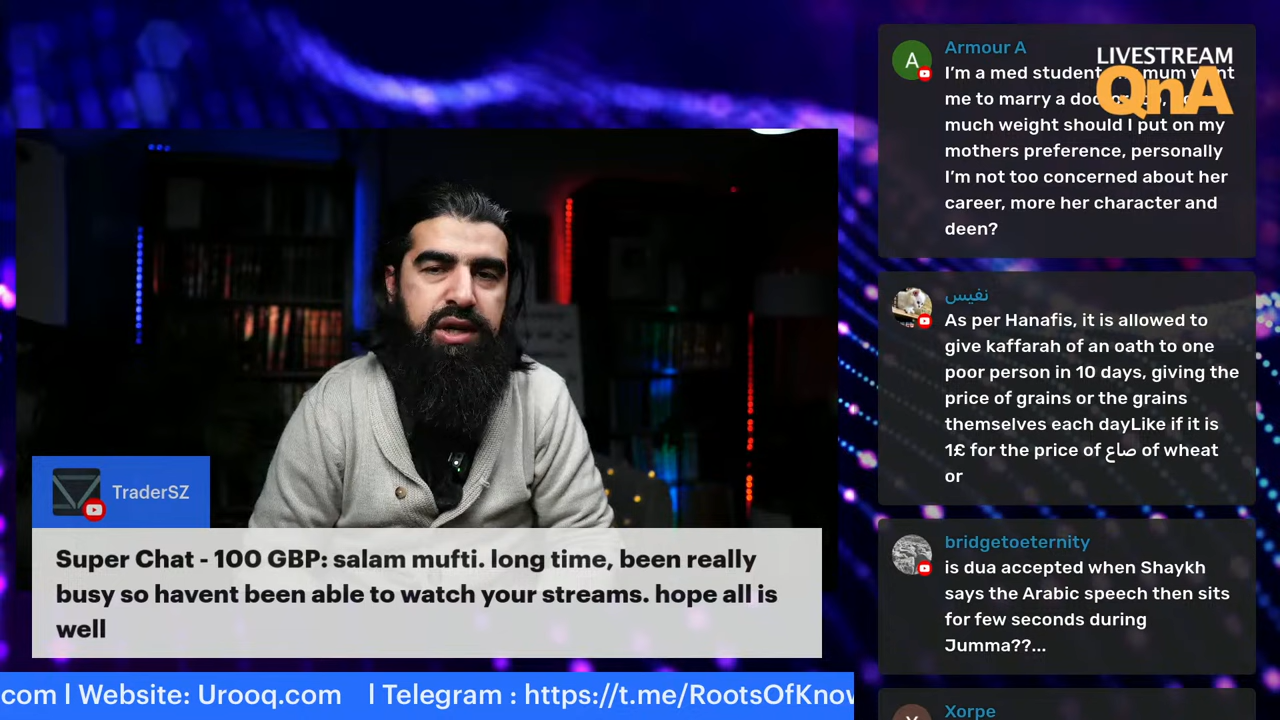 LIVESTREAM
QnA
Armour A
me to marry a
much weight should I put on my
mothers preference, personally
I'm not too concerned about her
career, more her character and
deen?
نفيس
As per Hanafis, it is allowed to
give kaffarah of an oath to one
poor person in 10 days, giving the
price of grains or the grains
themselves each dayLike if it is
1£ for the price of صاع of wheat
or
bridgetoeternity
is dua accepted when Shaykh
says the Arabic speech then sits
for few seconds during
Jumma??...
Xorpe
TraderSZ
Super Chat - 100 GBP: salam mufti. long time, been really
busy so havent been able to watch your streams. hope all is
well
com | Website: Urooq.com | Telegram : https://t.me/RootsOfKnow